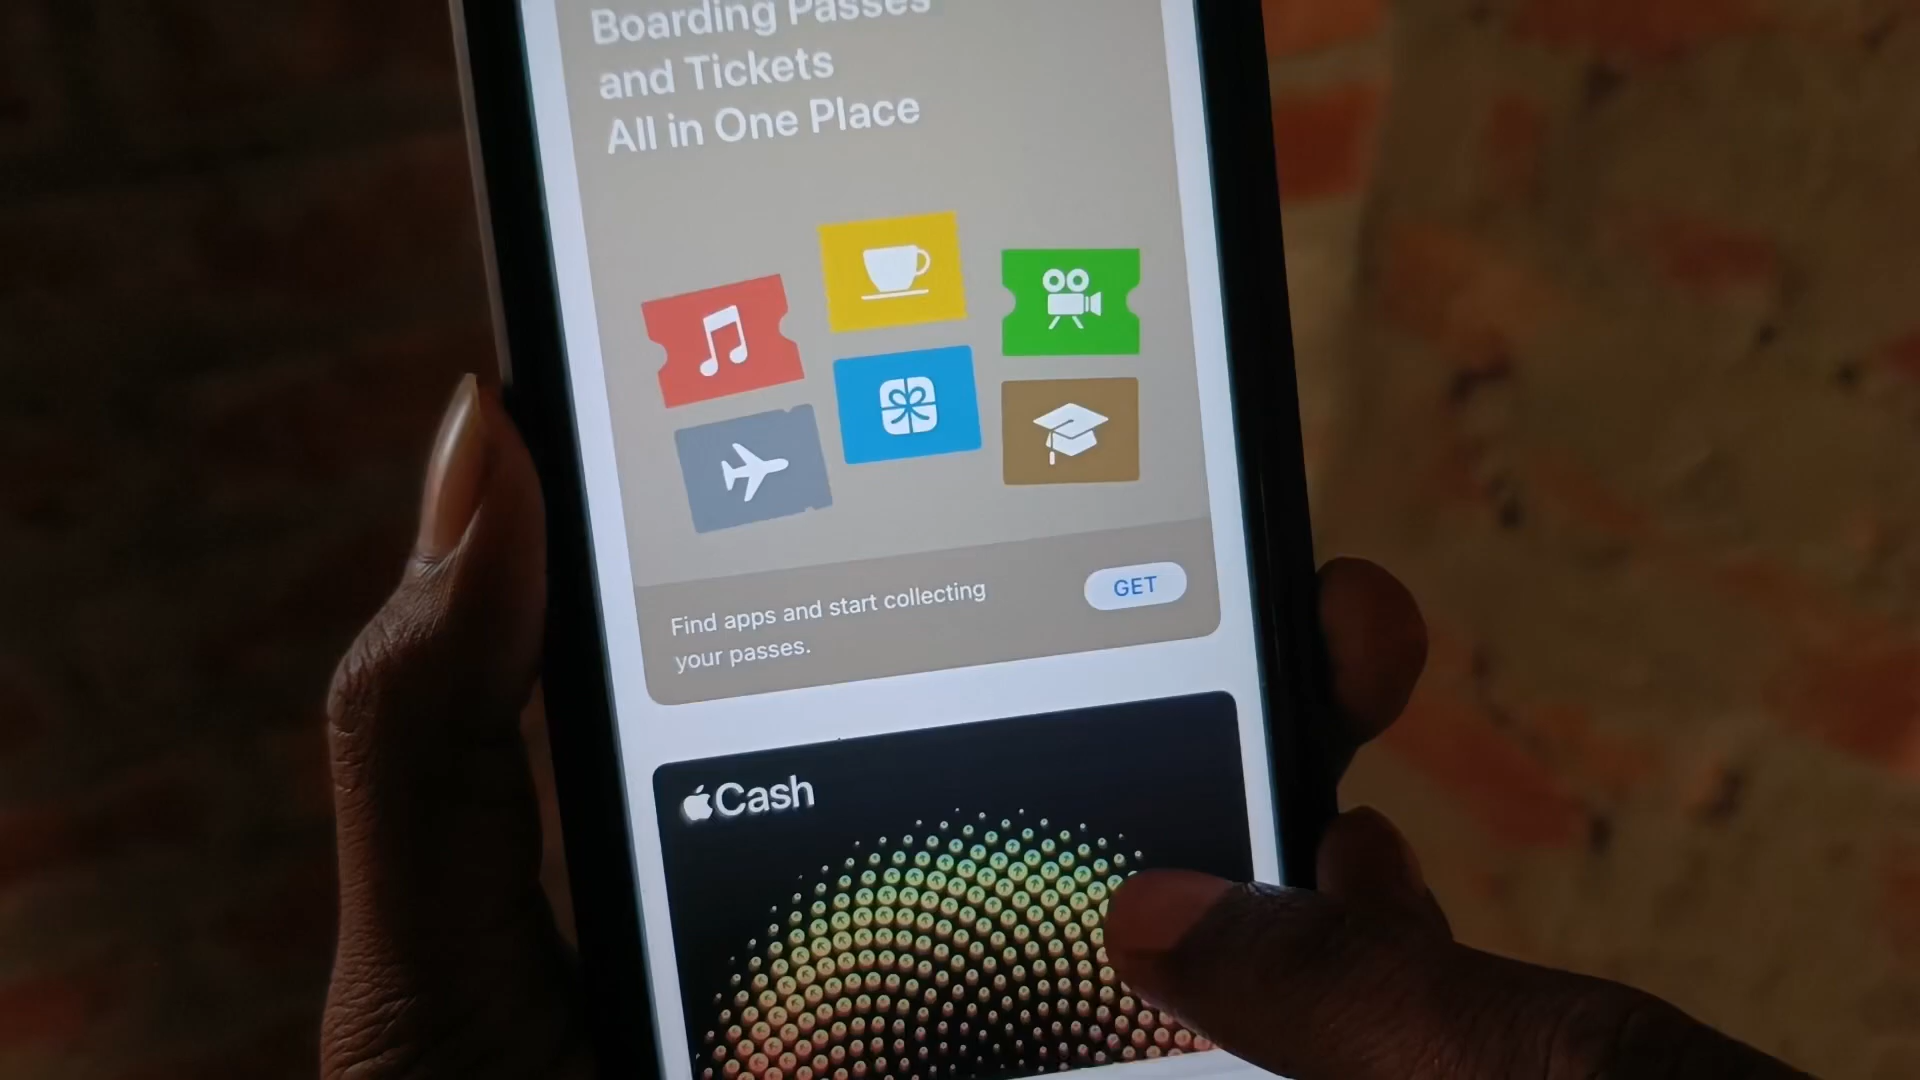 Boarding Passes
and Tickets
All in One Place
Find apps and start collecting
your passes.
GET
Cash